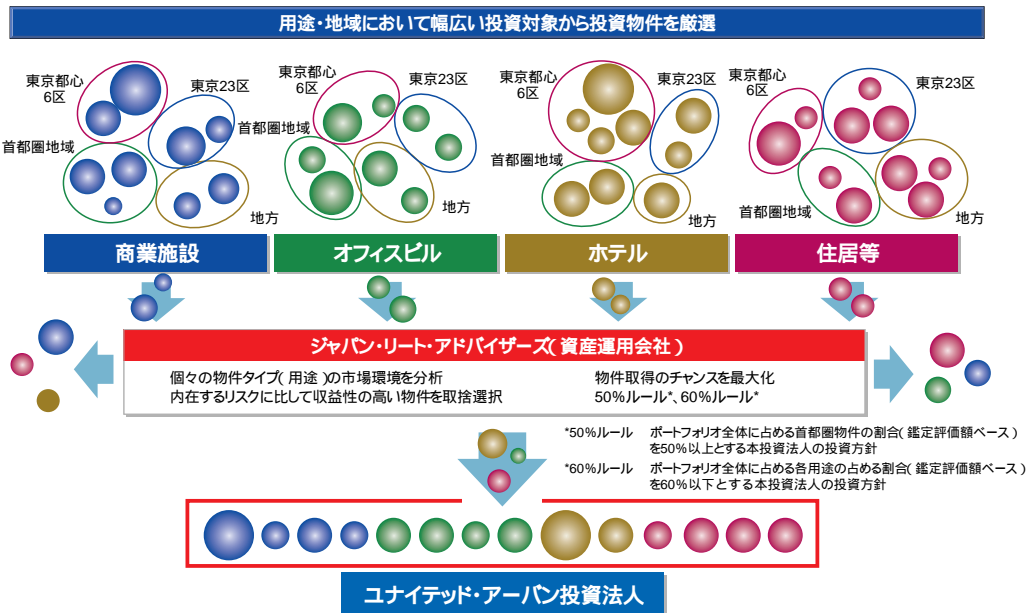 用途・地域において幅広い投資対象から投資物件を厳選
東京都心
6区
東京23区
首都圏地域
地方
東京都心
6区
東京23区
首都圏地域
地方
東京都心
6区
東京23区
首都圏地域
地方
東京都心
6区
東京23区
首都圏地域
地方
商業施設
オフィスビル
ホテル
住居等
ジャパン・リート・アドバイザーズ(資産運用会社)
個々の物件タイプ(用途)の市場環境を分析
内在するリスクに比して収益性の高い物件を取捨選択
物件取得のチャンスを最大化
50%ルール*、60%ルール*
*50%ルール ポートフォリオ全体に占める首都圏物件の割合(鑑定評価額ベース)
を50%以上とする本投資法人の投資方針
*60%ルール ポートフォリオ全体に占める各用途の占める割合(鑑定評価額ベース)
を60%以下とする本投資法人の投資方針
ユナイテッド・アーバン投資法人